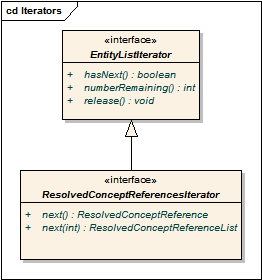 cd Iterators
«interface»
EntityListIterator
+ hasNext() : boolean
+ numberRemaining() : int
+ release() : void
«interface»
ResolvedConceptReferencesIterator
+ next() : ResolvedConceptReference
+ next(int) : ResolvedConceptReferenceList